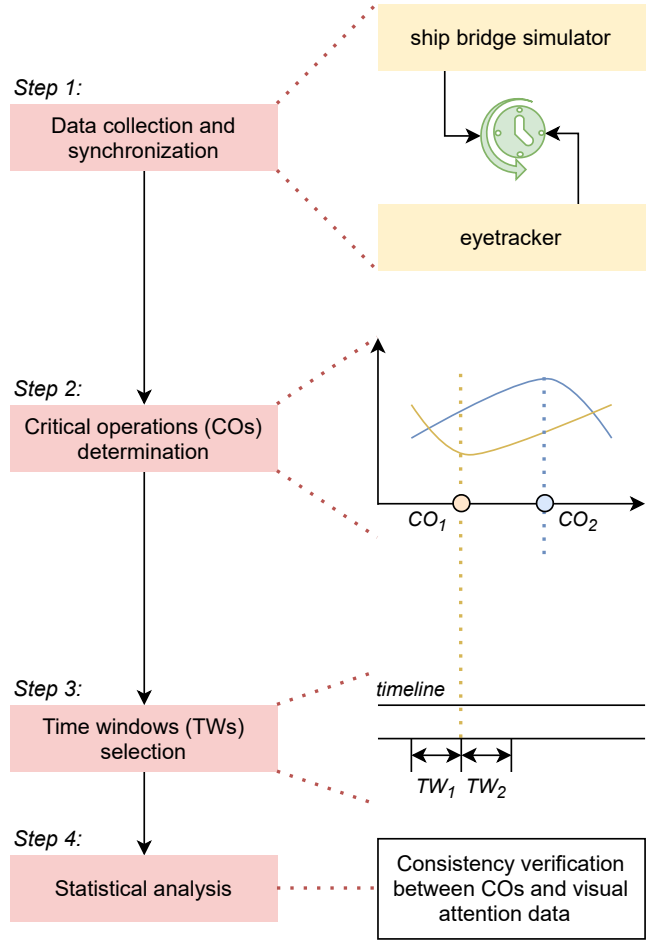 ship bridge simulator
Step 1:
Data collection and
synchronization
eyetracker
Step 2:
Critical operations (COs)
determination
CO1
CO2
Step 3:
Time windows (TWs)
selection
timeline
TW1
TW2
Step 4:
Statistical analysis
Consistency verification
between COs and visual
attention data